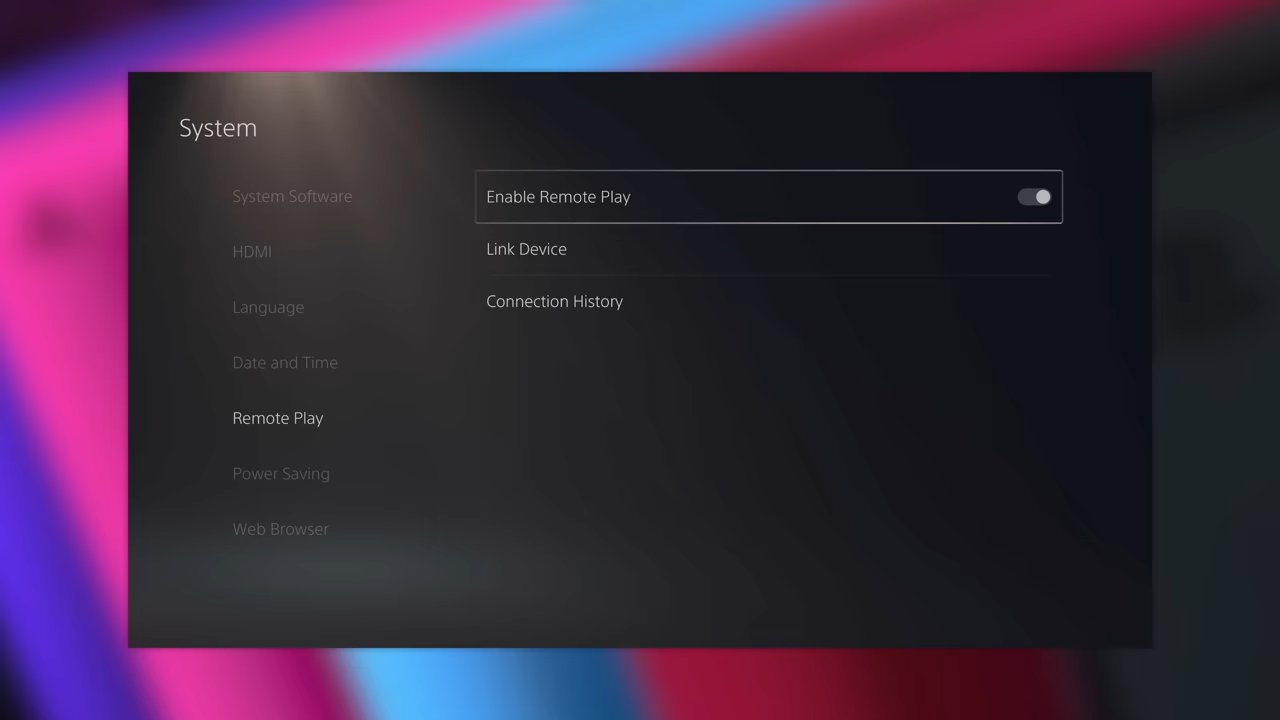 System
System Software
HDMI
Language
Date and Time
Remote Play
Power Saving
Web Browser
Enable Remote Play
Link Device
Connection History